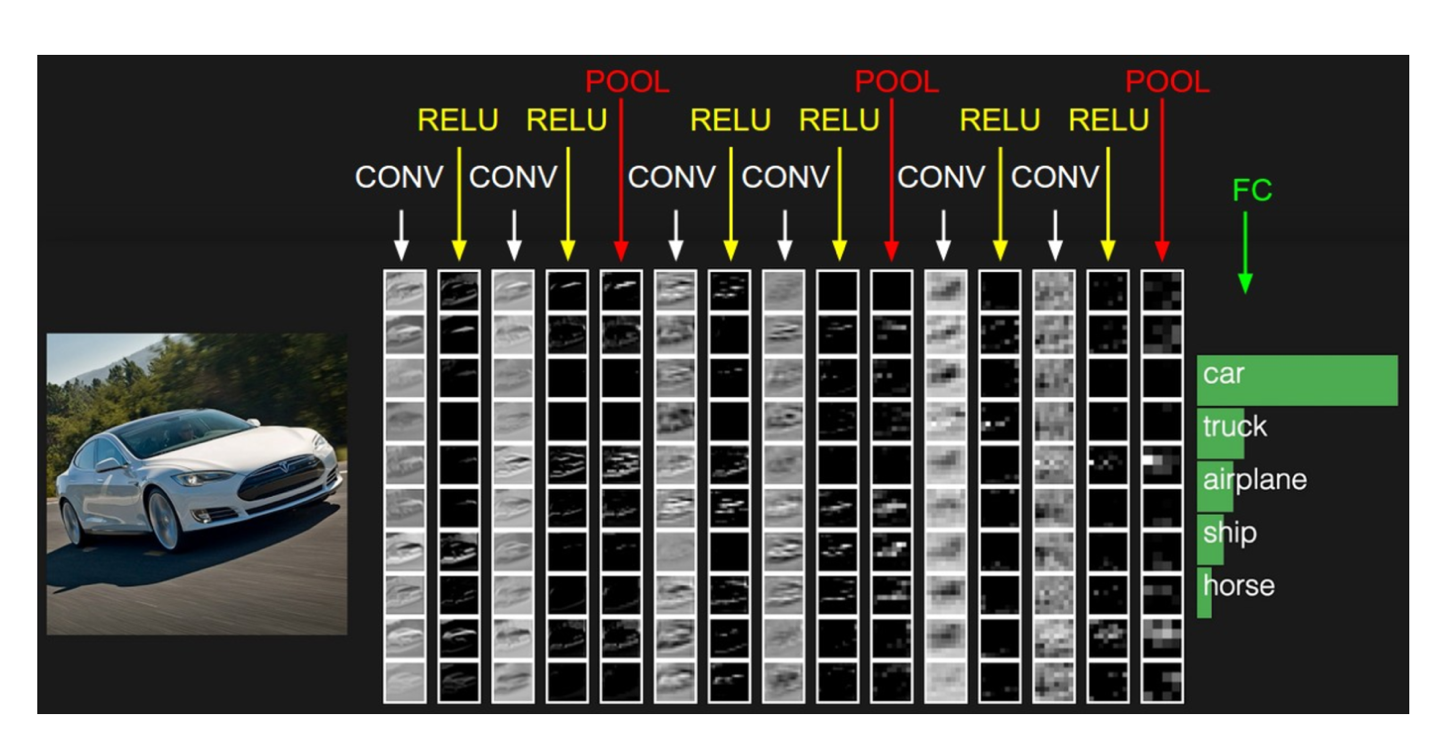 POOL POOL POOL
RELU RELU RELU RELU RELU RELU
CONV CONV CONV CONV CONV CONV
FC
car
truck
airplane
ship
horse